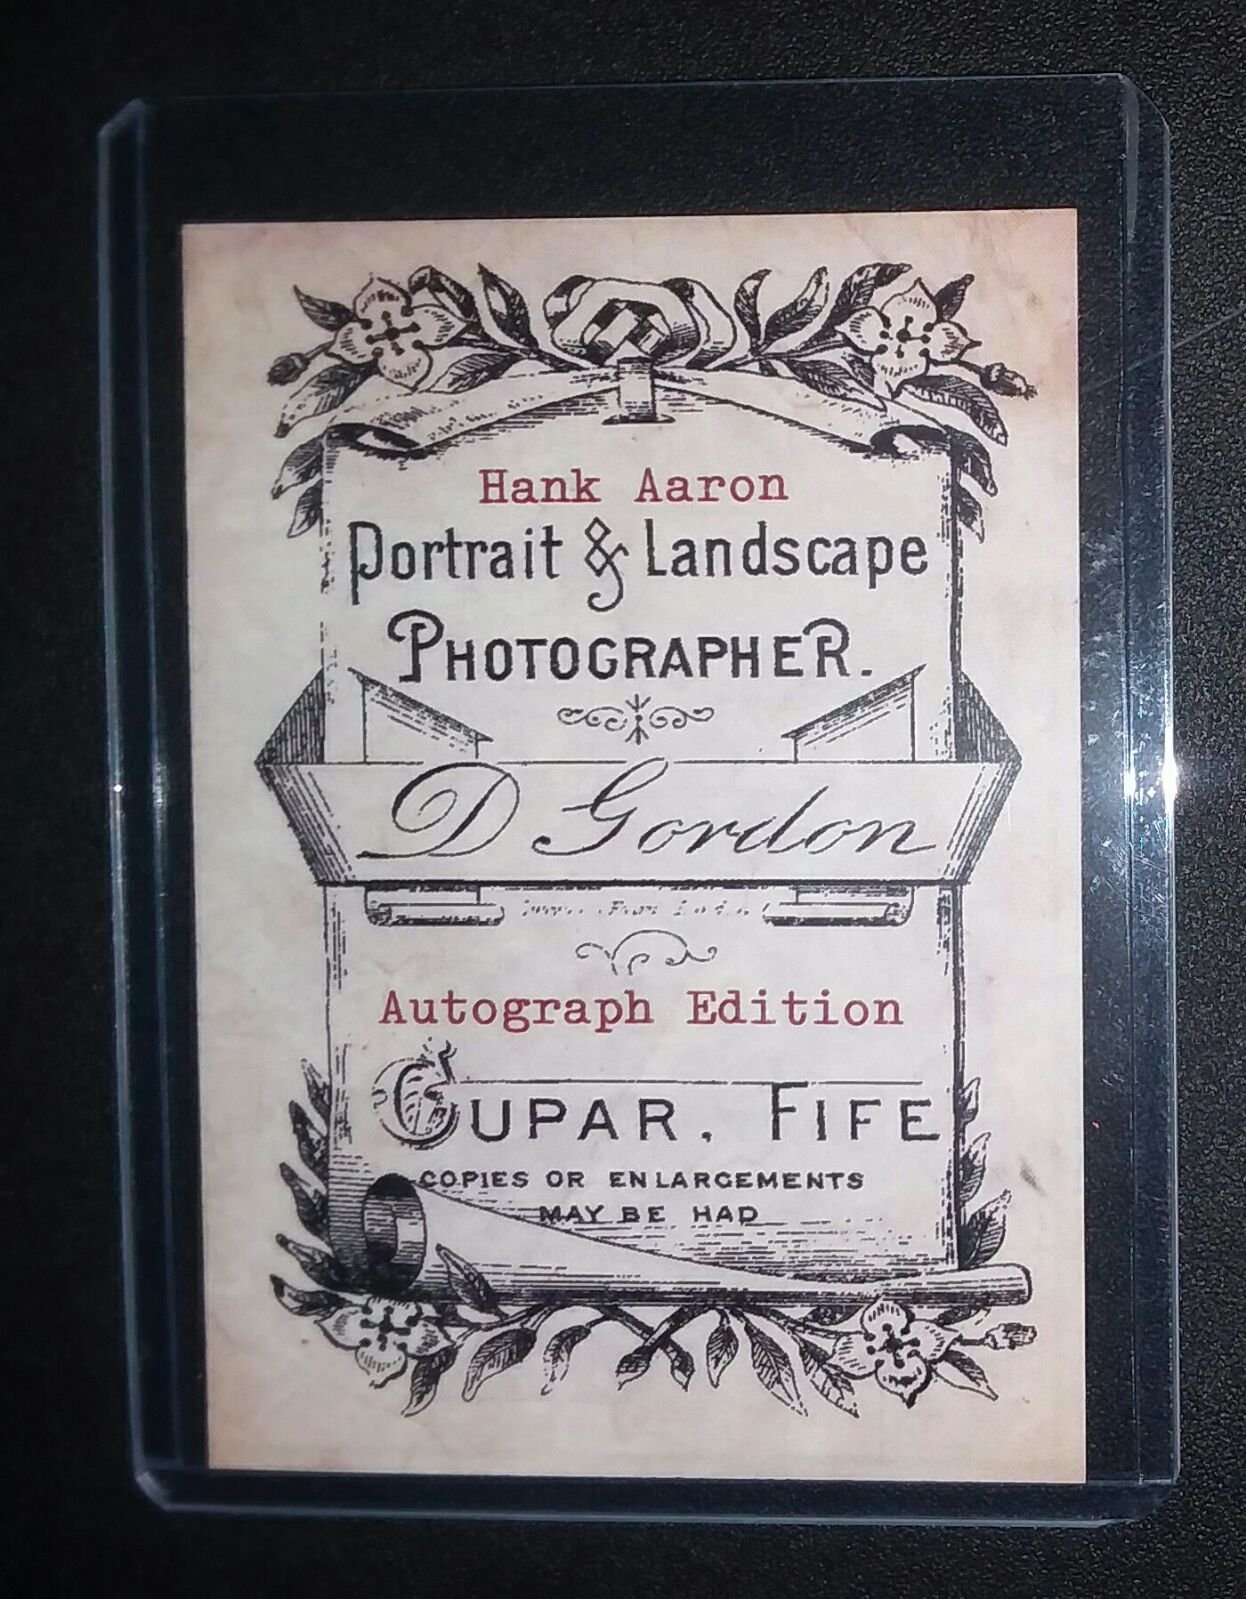 Hank Aaron
Portrait & Landscape
PHOTOGRAPHER.
D Gordon
Autograph Edition
CUPAR. FIFE
COPIES OR ENLARGEMENTS
MAY BE HAD